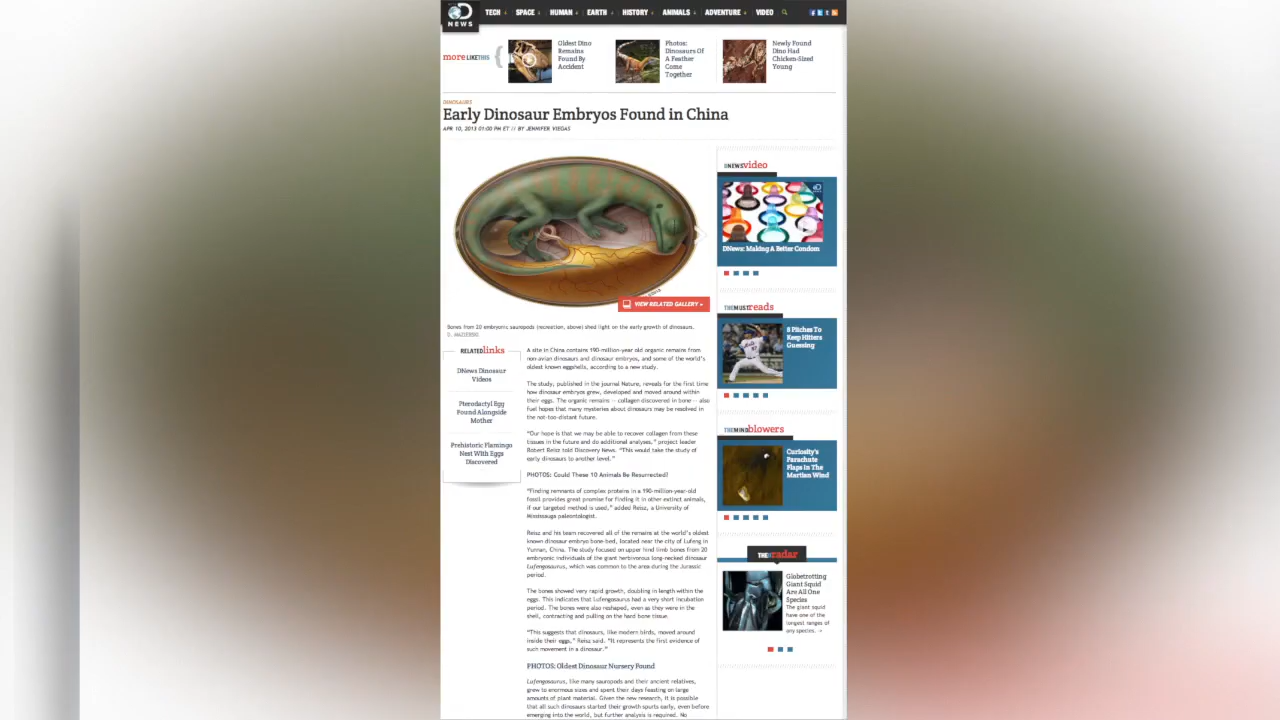 D
NEWS
TECH
SPACE
HUMAN
EARTH
HISTORY
ANIMALS
ADVENTURE
VIDEO
more LIKE THIS
Oldest Dino
Remains
Found By
Accident
Photos:
Dinosaurs Of
A Feather
Come
Together
Newly Found
Dino Had
Chicken-Sized
Young
DINOSAURS
Early Dinosaur Embryos Found in China
APR 10, 2013 01:00 PM ET // BY JENNIFER VIEGAS
VIEW RELATED GALLERY »
Bones from 20 embryonic sauropods (recreation, above) shed light on the early growth of dinosaurs.
D. MAZIERSKI
RELATED links
DNews Dinosaur
Videos
Pterodactyl Egg
Found Alongside
Mother
Prehistoric Flamingo
Nest With Eggs
Discovered
A site in China contains 190-million-year old organic remains from
non-avian dinosaurs and dinosaur embryos, and some of the world's
oldest known eggshells, according to a new study.
The study, published in the journal Nature, reveals for the first time
how dinosaur embryos grew, developed and moved around within
their eggs. The organic remains -- collagen discovered in bone -- also
fuel hopes that many mysteries about dinosaurs may be resolved in
the not-too-distant future.
"Our hope is that we may be able to recover collagen from these
tissues in the future and do additional analyses," project leader
Robert Reisz told Discovery News. "This would take the study of
early dinosaurs to another level."
PHOTOS: Could These 10 Animals Be Resurrected?
"Finding remnants of complex proteins in a 190-million-year-old
fossil provides great promise for finding it in other extinct animals,
if our targeted method is used," added Reisz, a University of
Mississauga paleontologist.
Reisz and his team recovered all of the remains at the world's oldest
known dinosaur embryo bone-bed, located near the city of Lufeng in
Yunnan, China. The study focused on upper hind limb bones from 20
embryonic individuals of the giant herbivorous long-necked dinosaur
Lufengosaurus, which was common to the area during the Jurassic
period.
The bones showed very rapid growth, doubling in length within the
eggs. This indicates that Lufengosaurus had a very short incubation
period. The bones were also reshaped, even as they were in the
shell, contracting and pulling on the hard bone tissue.
"This suggests that dinosaurs, like modern birds, moved around
inside their eggs," Reisz said. "It represents the first evidence of
such movement in a dinosaur."
PHOTOS: Oldest Dinosaur Nursery Found
Lufengosaurus, like many sauropods and their ancient relatives,
grew to enormous sizes and spent their days feasting on large
amounts of plant material. Given the new research, it is possible
that all such dinosaurs started their growth spurts early, even before
emerging into the world, but further analysis is required. No
NEWS video
DNews: Making A Better Condom
THE MUST reads
8 Pitches To
Keep Hitters
Guessing
THE MIND blowers
Curiosity's
Parachute
Flaps In The
Martian Wind
radar
Globetrotting
Giant Squid
Are All One
Species
The giant squid
have one of the
longest ranges of
any species. »